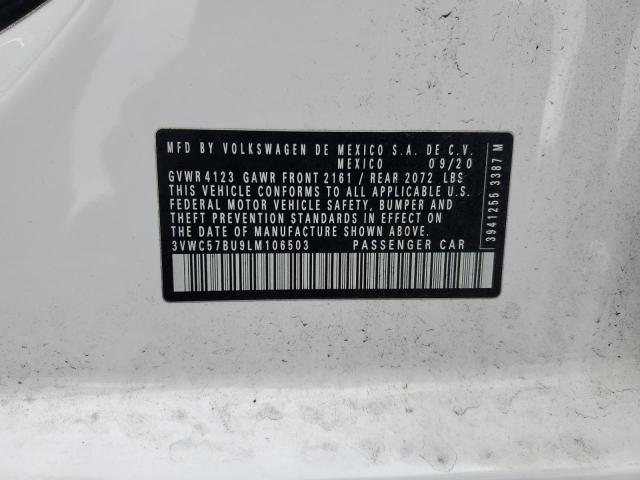 MFD BY VOLKSWAGEN DE MEXICO S.A. DE C.V.
MEXICO 09/20
GVWR 4123 GAWR FRONT 2161 / REAR 2072 LBS
THIS VEHICLE CONFORMS TO ALL APPLICABLE U.S.
FEDERAL MOTOR VEHICLE SAFETY, BUMPER AND
THEFT PREVENTION STANDARDS IN EFFECT ON
THE DATE OF MANUFACTURE SHOWN ABOVE.
3VWC57BU9LM106503 PASSENGER CAR
3941255 3387 M